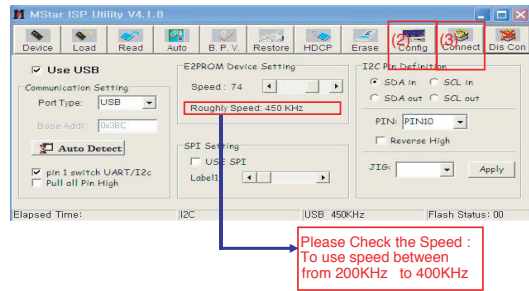 MStar ISP Utility V4.1.8
Device Load Read Auto B. P. V. Restore HDCP Erase (2) Config (3) Connect Dis Con
Use USB
Communication Setting
Port Type: USB
Base Addr: 0x3BC
Auto Detect
pin 1 switch UART/I2c
Pull all Pin High
E2PROM Device Setting
Speed : 74
Roughly Speed: 450 KHz
SPI Setting
USE SPI
Label1
I2C Pin Definition
SDA in SCL in
SDA out SCL out
PIN: PIN10
Reverse High
JIG: Apply
Elapsed Time: I2C USB 450KHz Flash Status: 00
Please Check the Speed :
To use speed between
from 200KHz to 400KHz